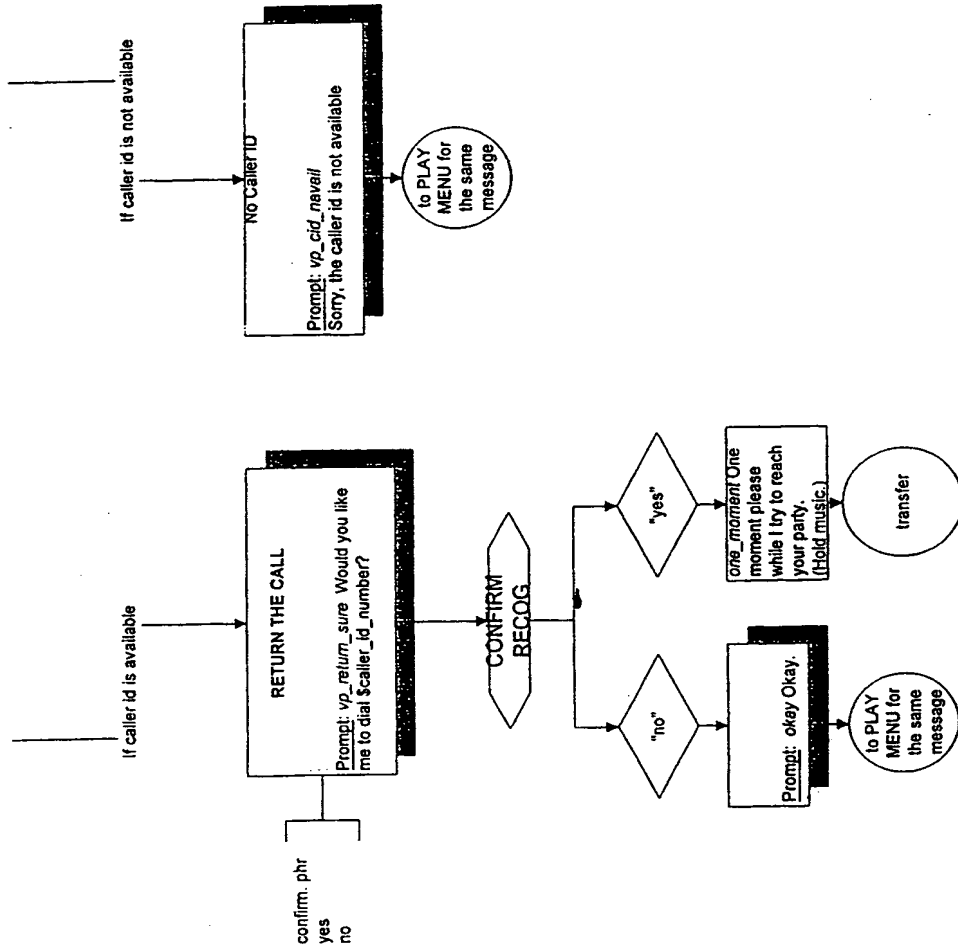 If caller id is available
RETURN THE CALL
Prompt: vp_return_sure Would you like
me to dial $caller_id_number?
confirm. phr
yes
no
CONFIRM
RECOG
"no"
Prompt: okay Okay.
to PLAY
MENU for
the same
message
"yes"
one_moment One
moment please
while I try to reach
your party.
(Hold music.)
transfer
If caller id is not available
No Caller ID
Prompt: vp_cid_navail
Sorry, the caller id is not available
to PLAY
MENU for
the same
message